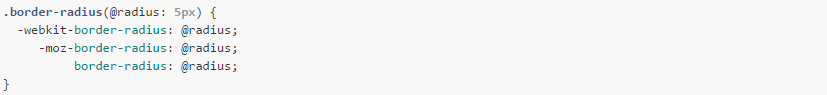 .border-radius(@radius: 5px) {
  -webkit-border-radius: @radius;
     -moz-border-radius: @radius;
          border-radius: @radius;
}